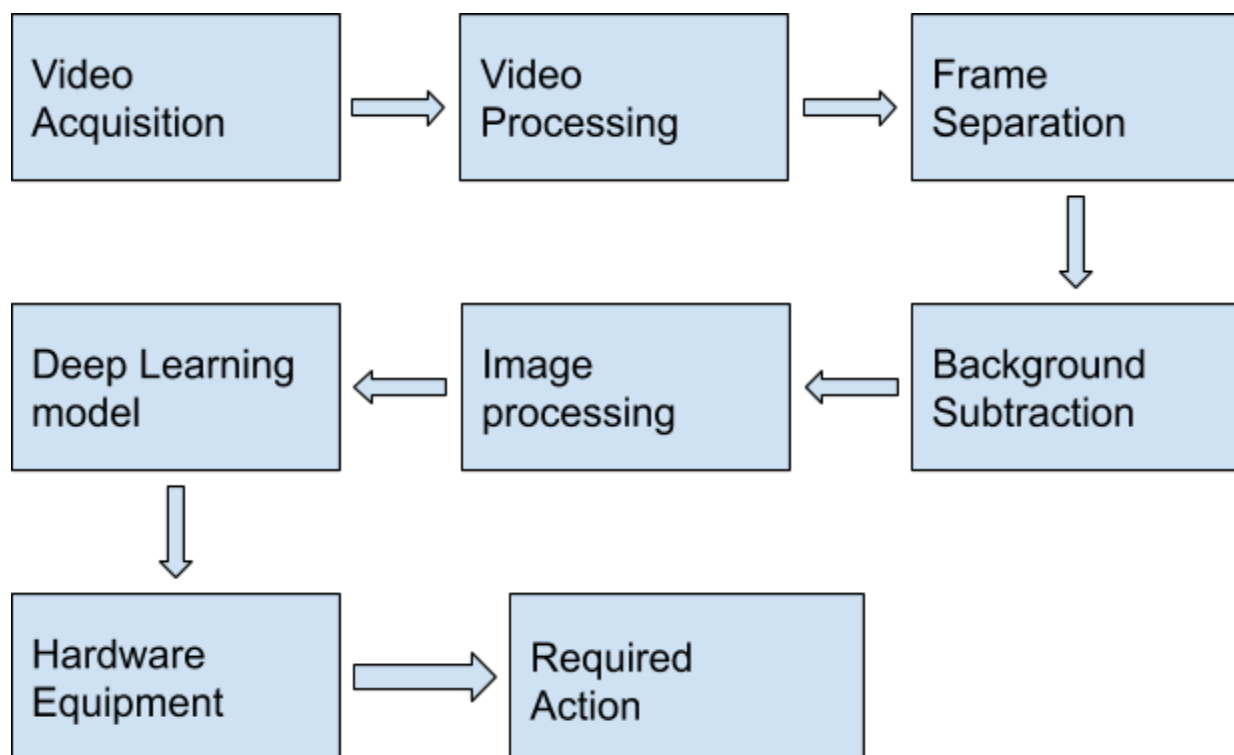 Video
Acquisition
Video
Processing
Frame
Separation
Background
Subtraction
Image
processing
Deep Learning
model
Hardware
Equipment
Required
Action